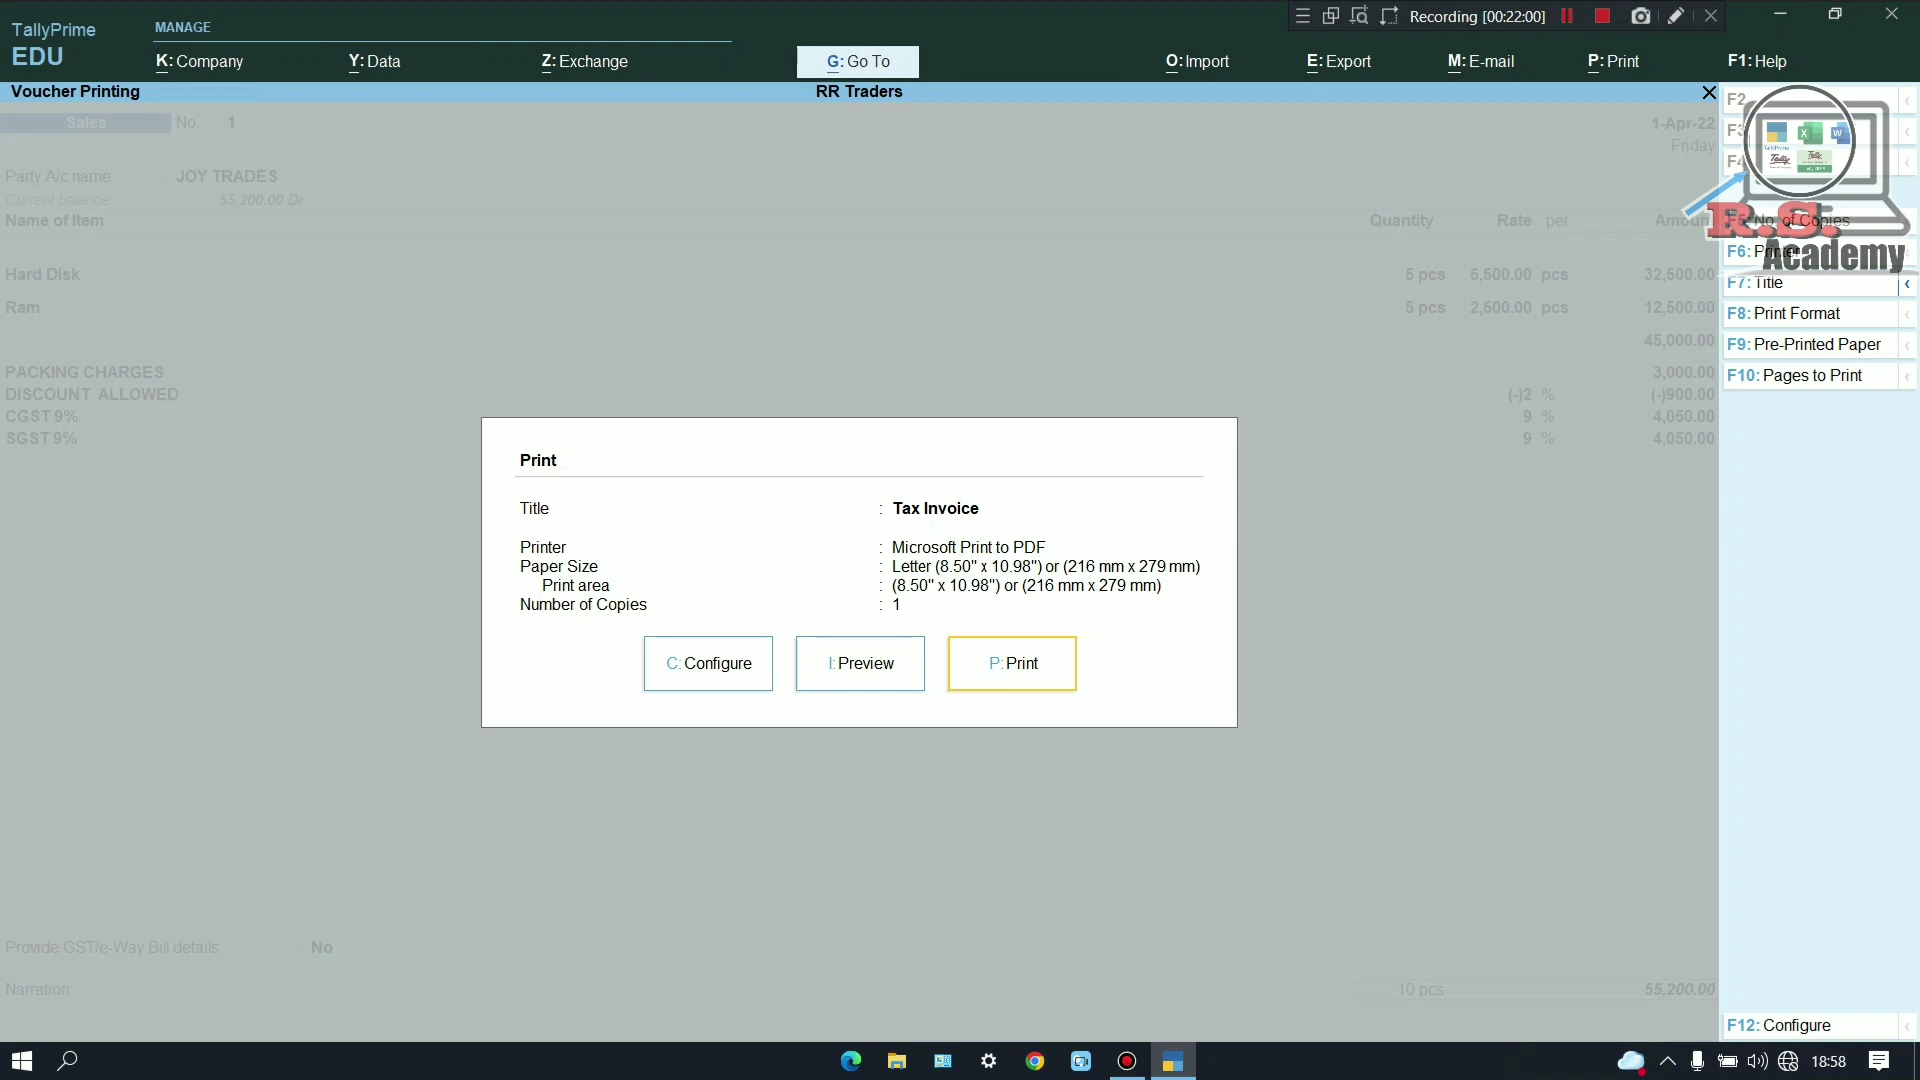 Recording [00:22:00]
TallyPrime
EDU
MANAGE
K: Company
Y: Data
Z: Exchange
G: Go To
O: Import
E: Export
M: E-mail
P: Print
F1: Help
Voucher Printing
RR Traders
Sales
No. 1
1-Apr-22
Friday
Party A/c name : JOY TRADES
Current balance 55,200.00 Dr
Name of Item Quantity Rate per
Hard Disk 5 pcs 6,500.00 pcs 32,500.00
Ram 5 pcs 2,500.00 pcs 12,500.00
45,000.00
PACKING CHARGES 3,000.00
DISCOUNT ALLOWED (-)2 % (-)900.00
CGST 9% 9 % 4,050.00
SGST 9% 9 % 4,050.00
Print
Title : Tax Invoice
Printer : Microsoft Print to PDF
Paper Size : Letter (8.50" x 10.98") or (216 mm x 279 mm)
Print area : (8.50" x 10.98") or (216 mm x 279 mm)
Number of Copies : 1
C: Configure
I: Preview
P: Print
Provide GST/e-Way Bill details : No
Narration:
10 pcs 55,200.00
F2
R.S.
Academy
No. of Copies
F6: Printer
F7: Title
F8: Print Format
F9: Pre-Printed Paper
F10: Pages to Print
F12: Configure
18:58